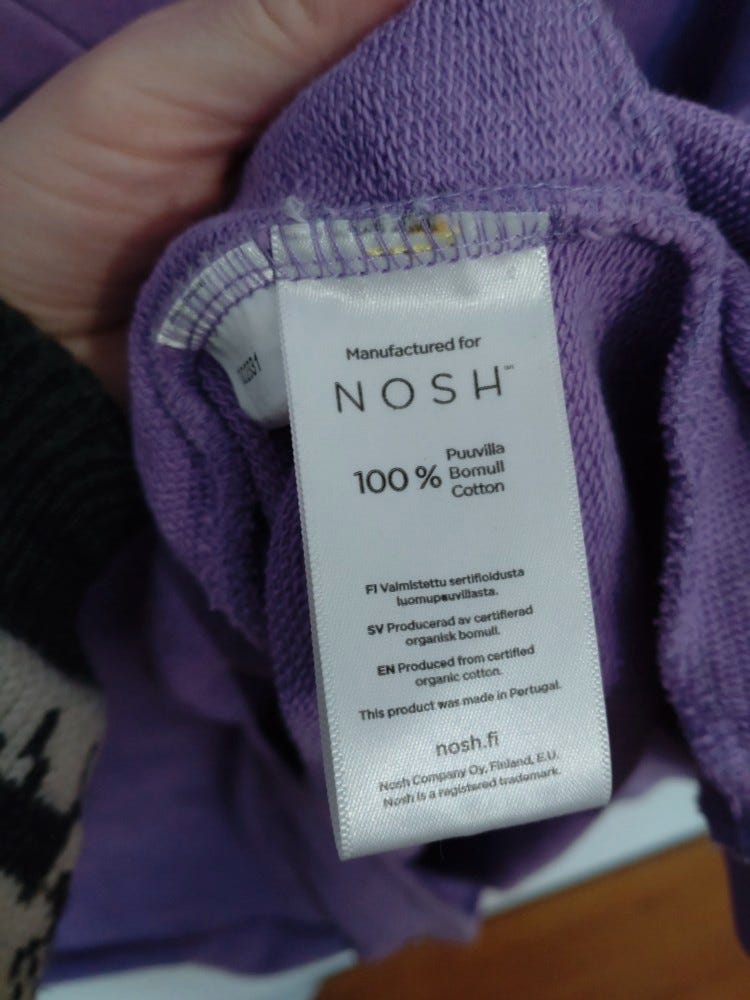 Manufactured for
NOSH
100 % Puuvilla
Bomull
Cotton
FI Valmistettu sertifioidusta
luomupuuvillasta.
SV Producerad av certifierad
organisk bomull.
EN Produced from certified
organic cotton.
This product was made in Portugal.
nosh.fi
Nosh Company Oy, Finland, E.U.
Nosh is a registered trademark.